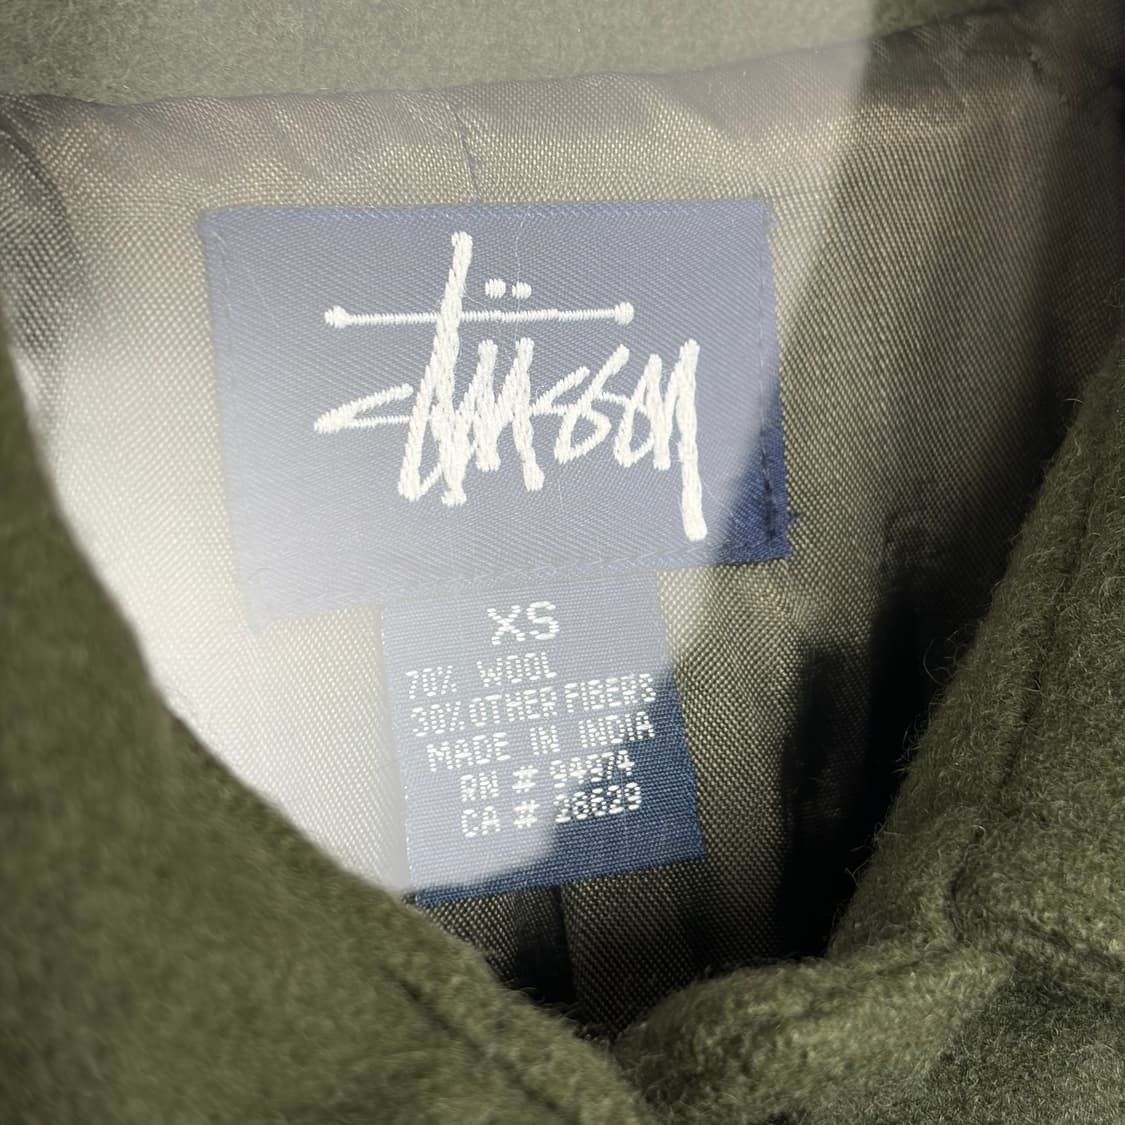 Stüssy
XS
70% WOOL
30% OTHER FIBERS
MADE IN INDIA
RN # 94974
CA # 26629